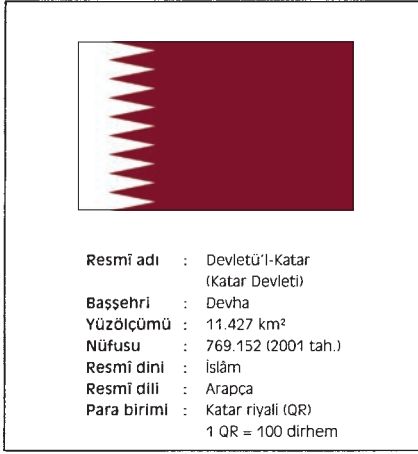 Resmî adı : Devletü'l-Katar
(Katar Devleti)
Başşehri : Devha
Yüzölçümü : 11.427 km²
Nüfusu : 769.152 (2001 tah.)
Resmî dini : İslâm
Resmî dili : Arapça
Para birimi : Katar riyali (QR)
1 QR = 100 dirhem